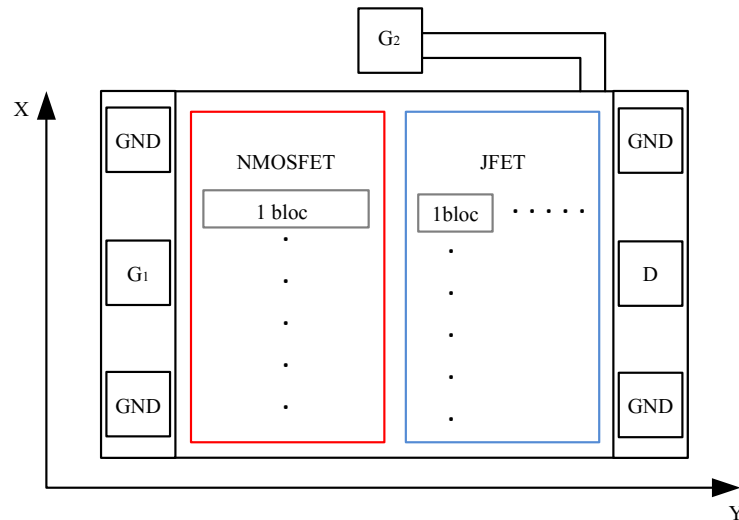 G2
X
GND
GND
NMOSFET
JFET
1 bloc
1bloc
G1
D
GND
GND
Y